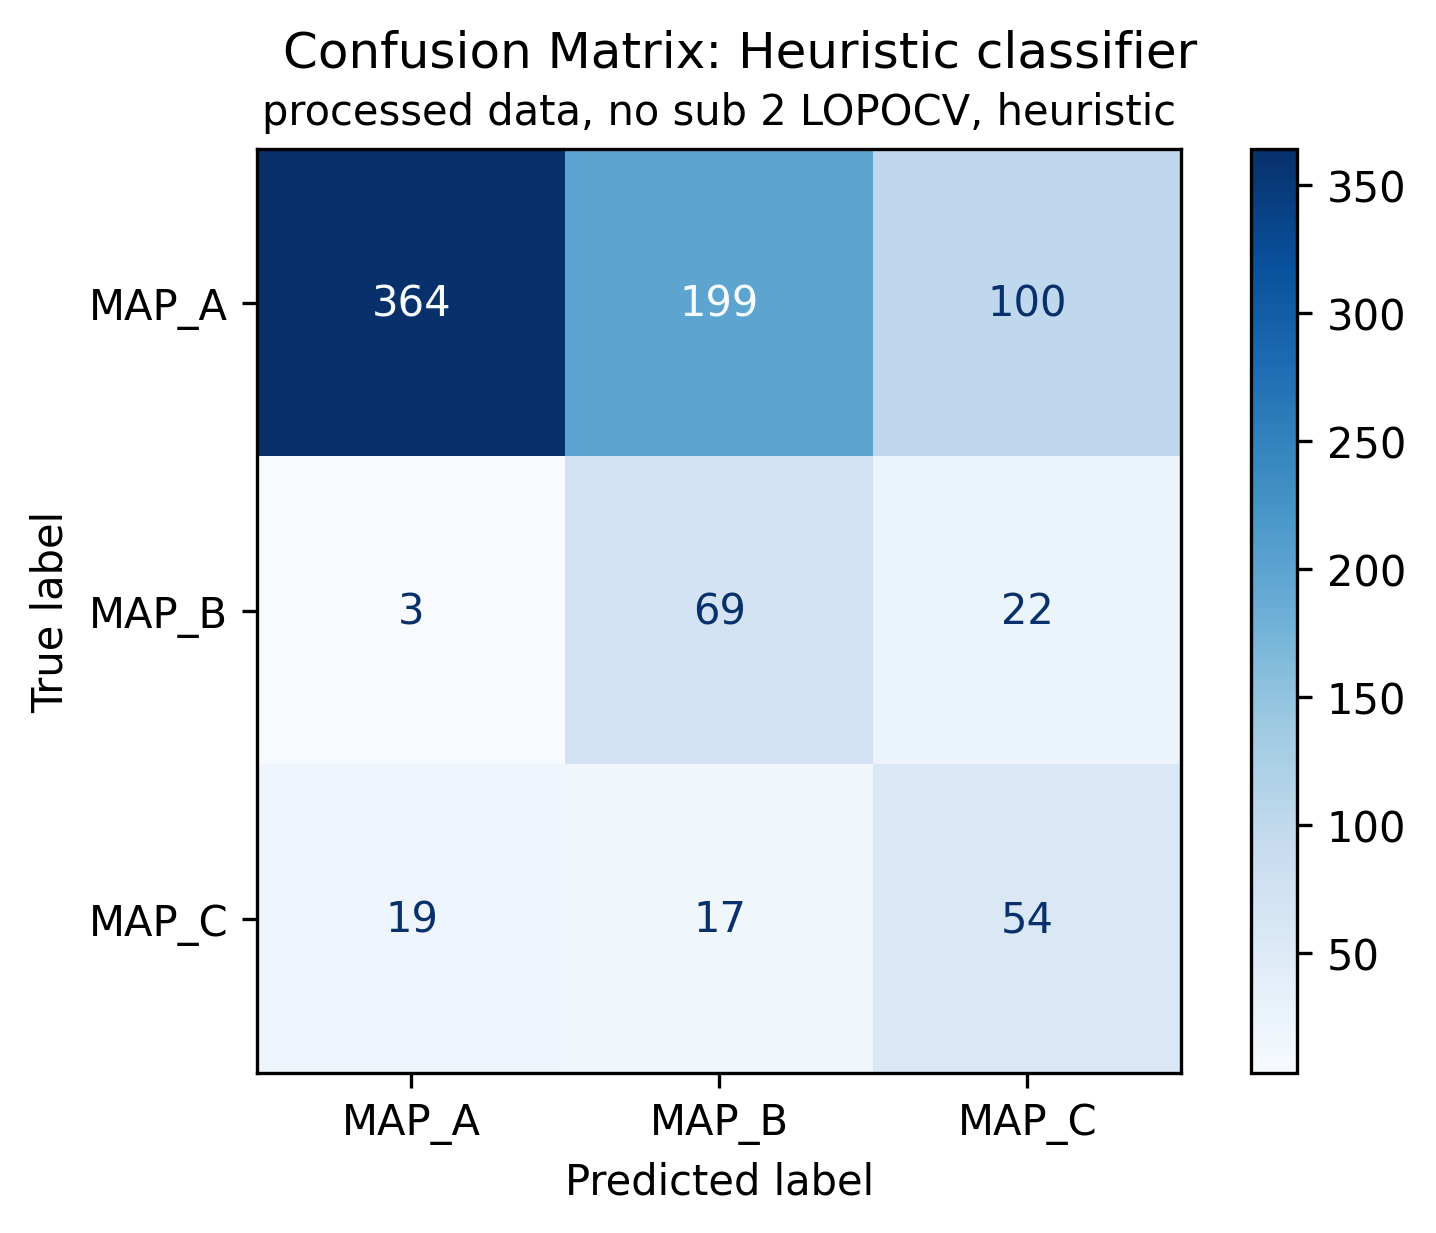 Confusion Matrix: Heuristic classifier
processed data, no sub 2 LOPOCV, heuristic
True label
MAP_A
364
199
100
MAP_B
3
69
22
MAP_C
19
17
54
MAP_A
MAP_B
MAP_C
Predicted label
350
300
250
200
150
100
50